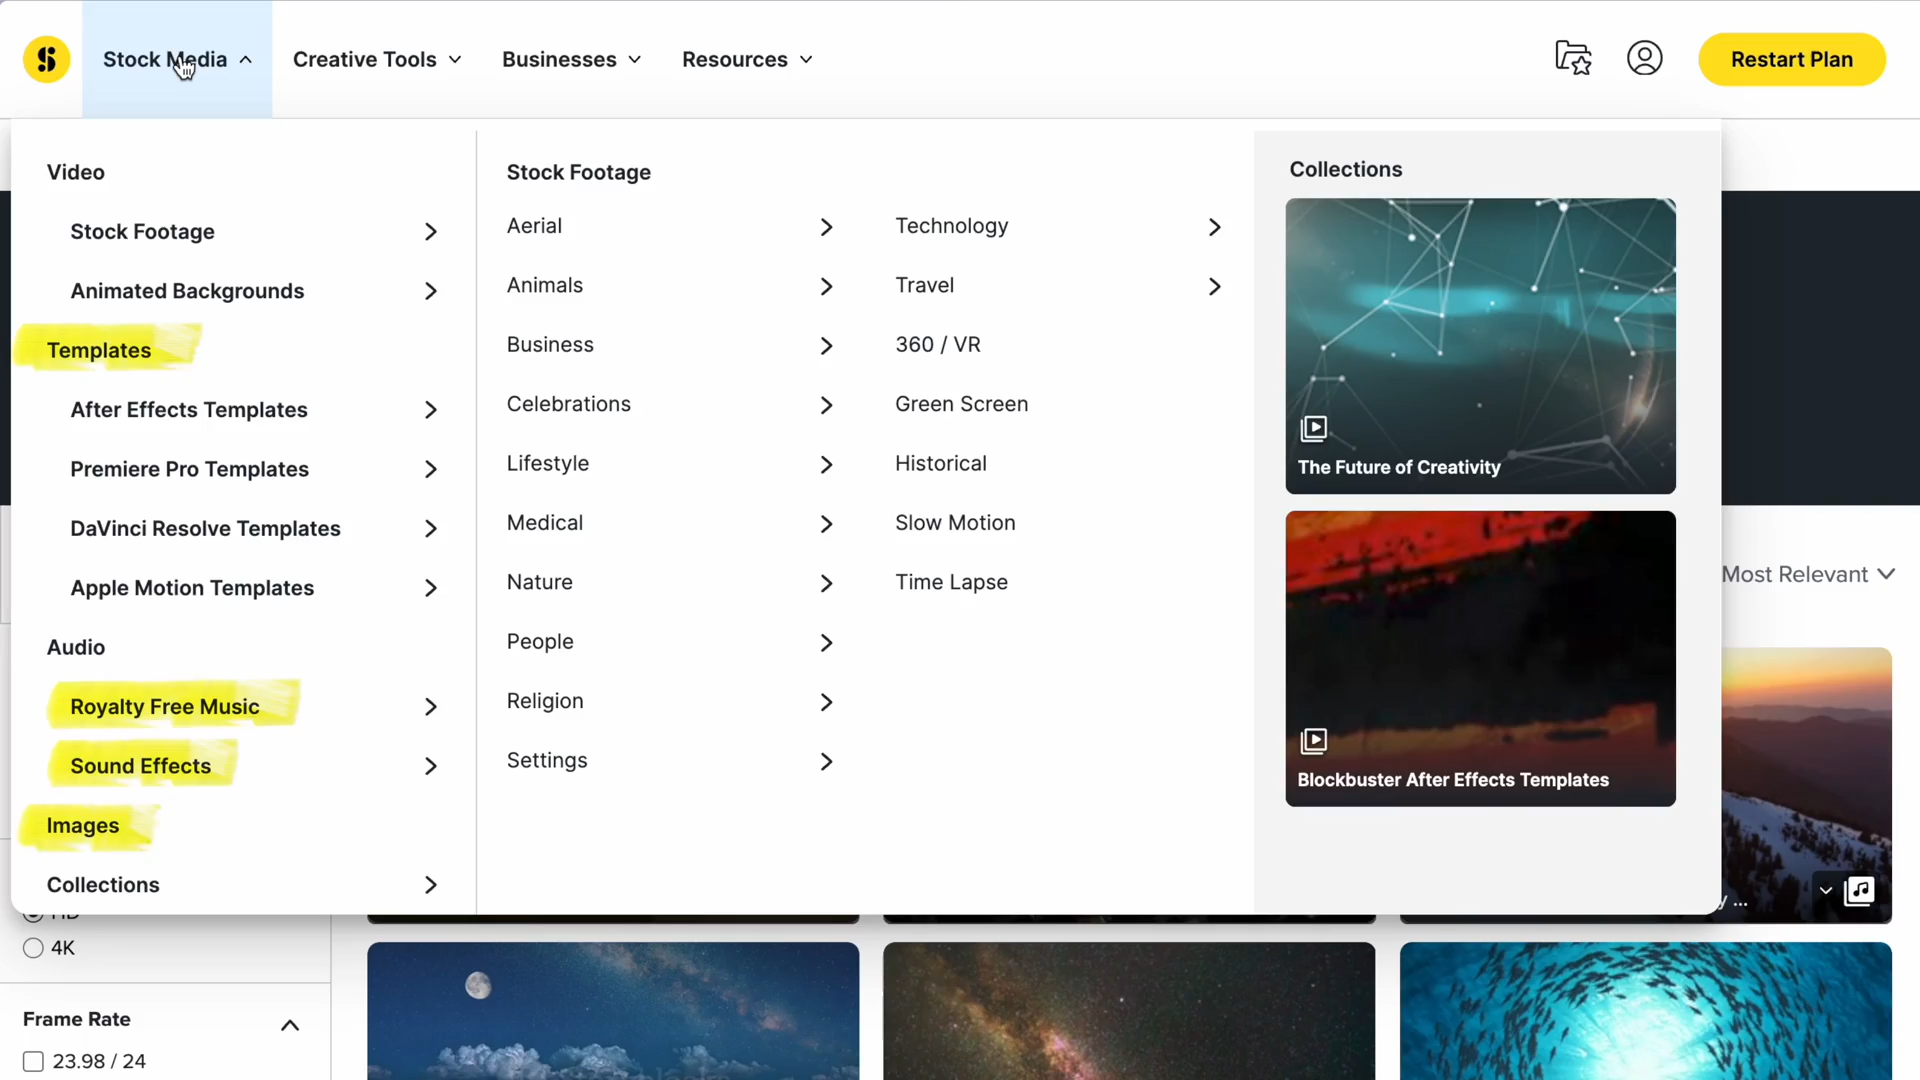 Stock Media
Creative Tools
Businesses
Resources
Restart Plan
Video
Stock Footage
Animated Backgrounds
Templates
After Effects Templates
Premiere Pro Templates
DaVinci Resolve Templates
Apple Motion Templates
Audio
Royalty Free Music
Sound Effects
Images
Collections
Stock Footage
Aerial
Animals
Business
Celebrations
Lifestyle
Medical
Nature
People
Religion
Settings
Technology
Travel
360 / VR
Green Screen
Historical
Slow Motion
Time Lapse
Collections
The Future of Creativity
Blockbuster After Effects Templates
Most Relevant
HD
4K
Frame Rate
23.98 / 24